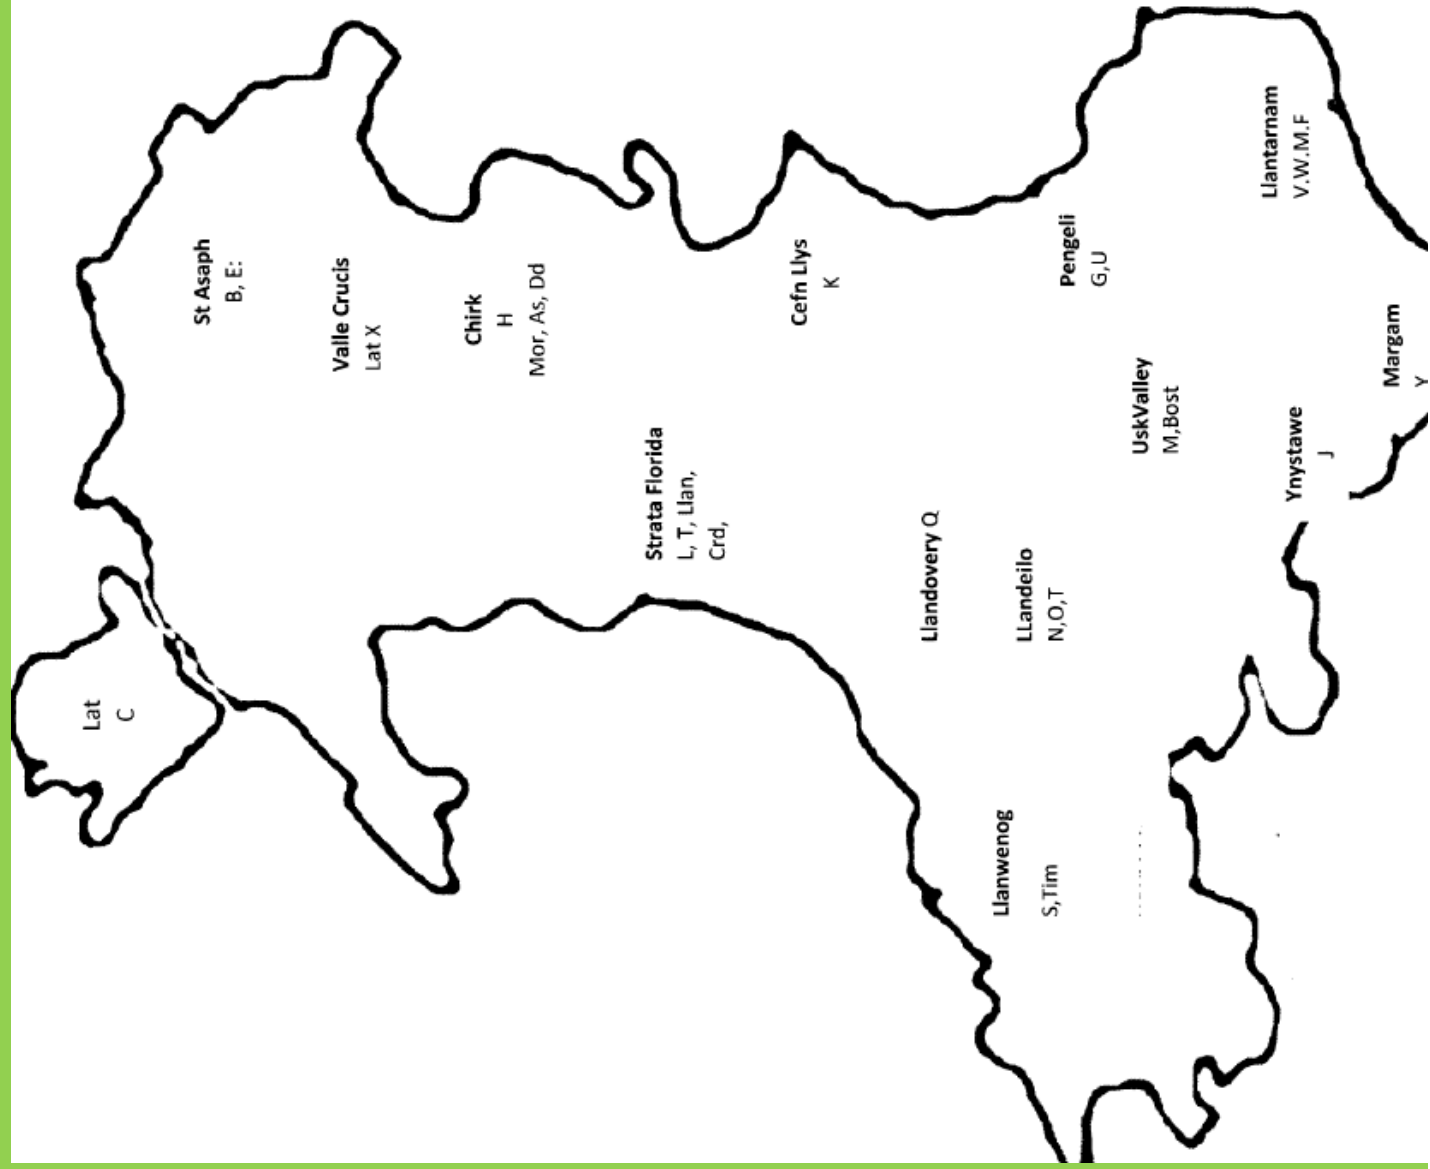 Lat
C
St Asaph
B, E:
Valle Crucis
Lat X
Chirk
H
Mor, As, Dd
Strata Florida
L, T, Llan,
Crd,
Cefn Llys
K
Llandovery Q
LLandeilo
N,O,T
Llanwenog
S,Tim
Pengeli
G,U
UskValley
M,Bost
Llantarnam
V.W.M.F
Ynystawe
J
Margam
Y